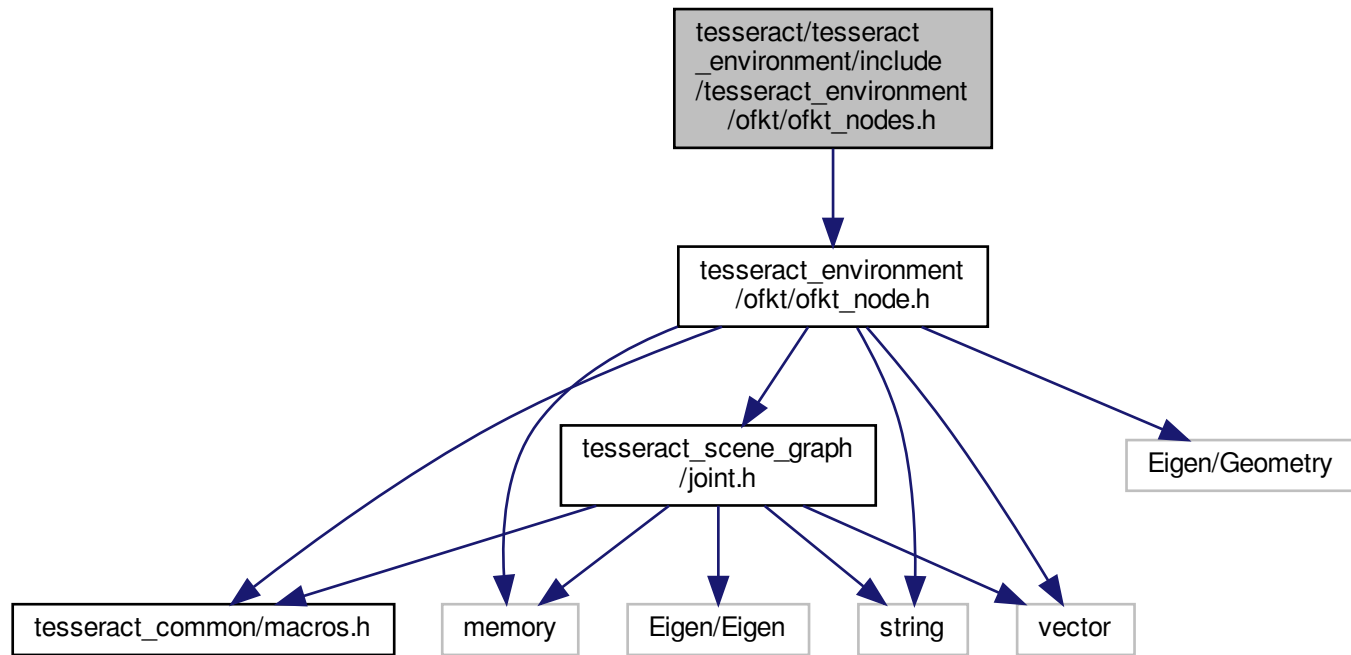 tesseract/tesseract
_environment/include
/tesseract_environment
/ofkt/ofkt_nodes.h
tesseract_environment
/ofkt/ofkt_node.h
tesseract_scene_graph
/joint.h
Eigen/Geometry
tesseract_common/macros.h
memory
Eigen/Eigen
string
vector